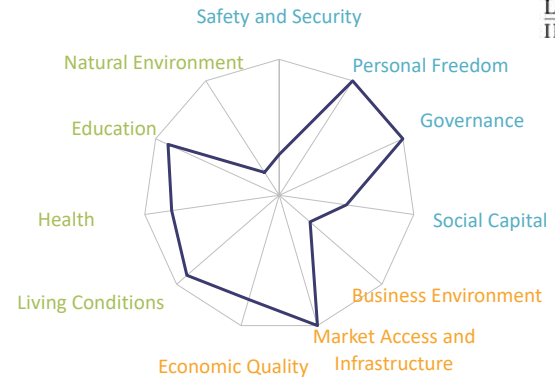 Safety and Security
Natural Environment
Personal Freedom
Education
Governance
Health
Social Capital
Living Conditions
Business Environment
Market Access and
Infrastructure
Economic Quality